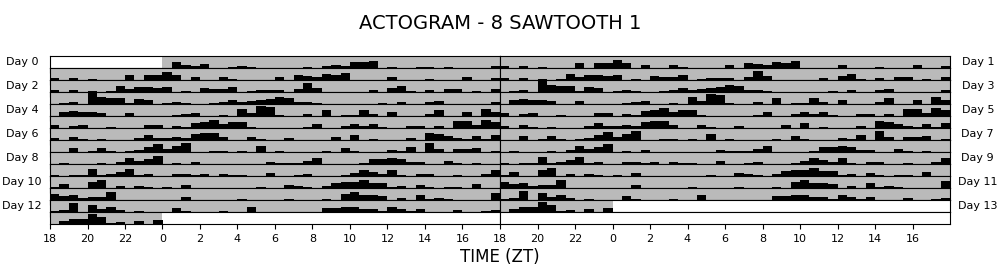 ACTOGRAM - 8 SAWTOOTH 1
Day 0 Day 1
Day 2 Day 3
Day 4 Day 5
Day 6 Day 7
Day 8 Day 9
Day 10 Day 11
Day 12 Day 13
18 20 22 0 2 4 6 8 10 12 14 16 18 20 22 0 2 4 6 8 10 12 14 16
TIME (ZT)